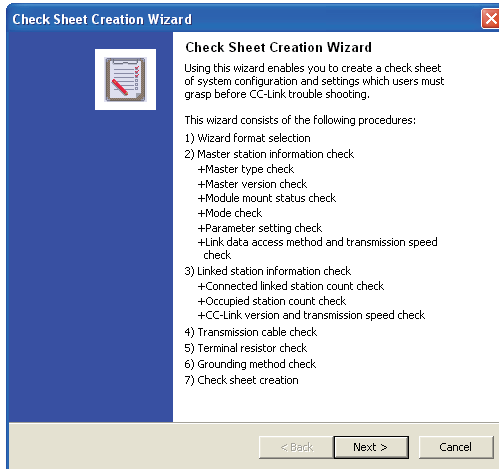 Check Sheet Creation Wizard
Check Sheet Creation Wizard
Using this wizard enables you to create a check sheet
of system configuration and settings which users must
grasp before CC-Link trouble shooting.
This wizard consists of the following procedures:
1) Wizard format selection
2) Master station information check
+Master type check
+Master version check
+Module mount status check
+Mode check
+Parameter setting check
+Link data access method and transmission speed
check
3) Linked station information check
+Connected linked station count check
+Occupied station count check
+CC-Link version and transmission speed check
4) Transmission cable check
5) Terminal resistor check
6) Grounding method check
7) Check sheet creation
< Back Next > Cancel